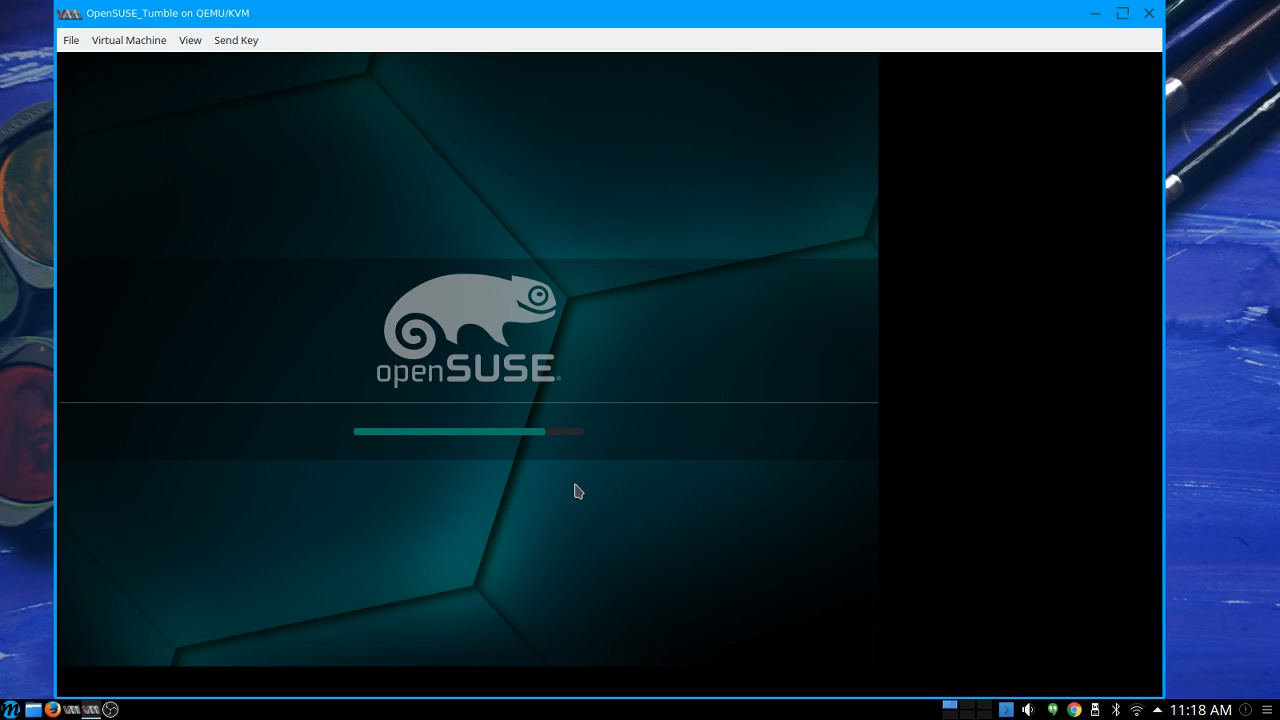 OpenSUSE_Tumble on QEMU/KVM
File Virtual Machine View Send Key
openSUSE
11:18 AM